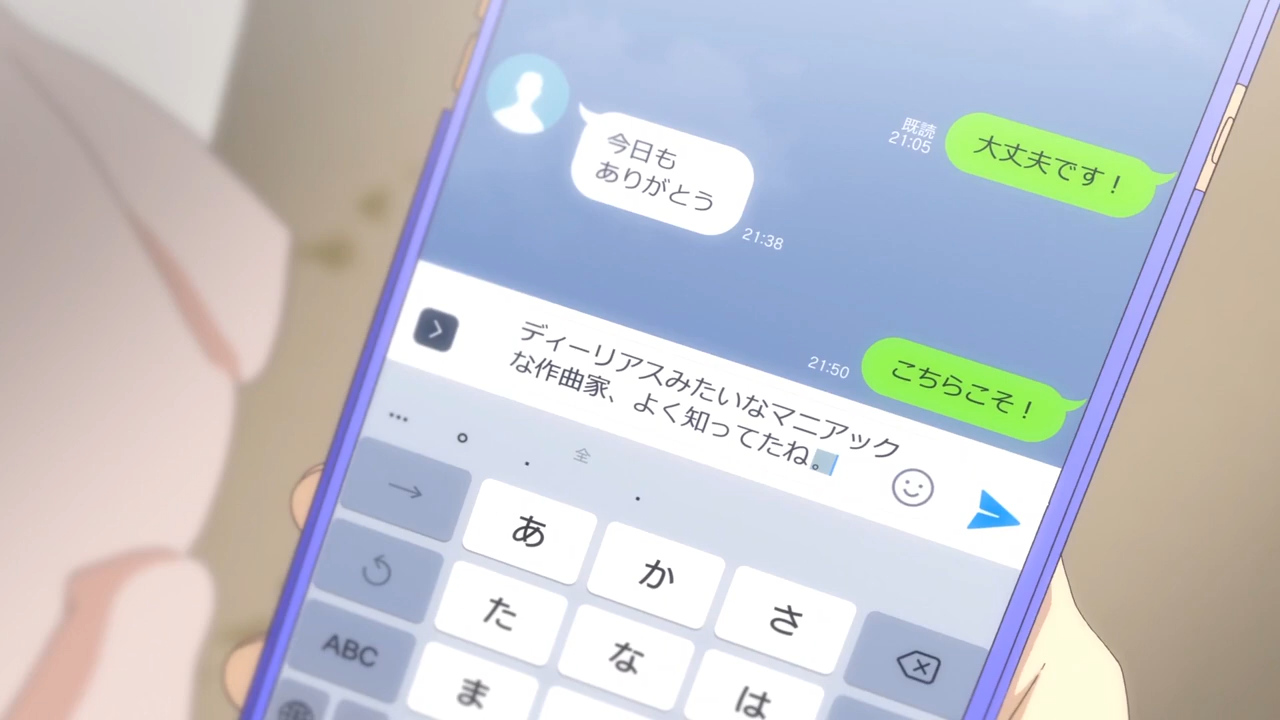 既読
21:05
大丈夫です！
今日も
ありがとう
21:38
21:50
こちらこそ！
ディーリアスみたいなマニアック
な作曲家、よく知ってたね。
…
。
.
全
・
→
あ
か
さ
た
な
ABC
ま
は